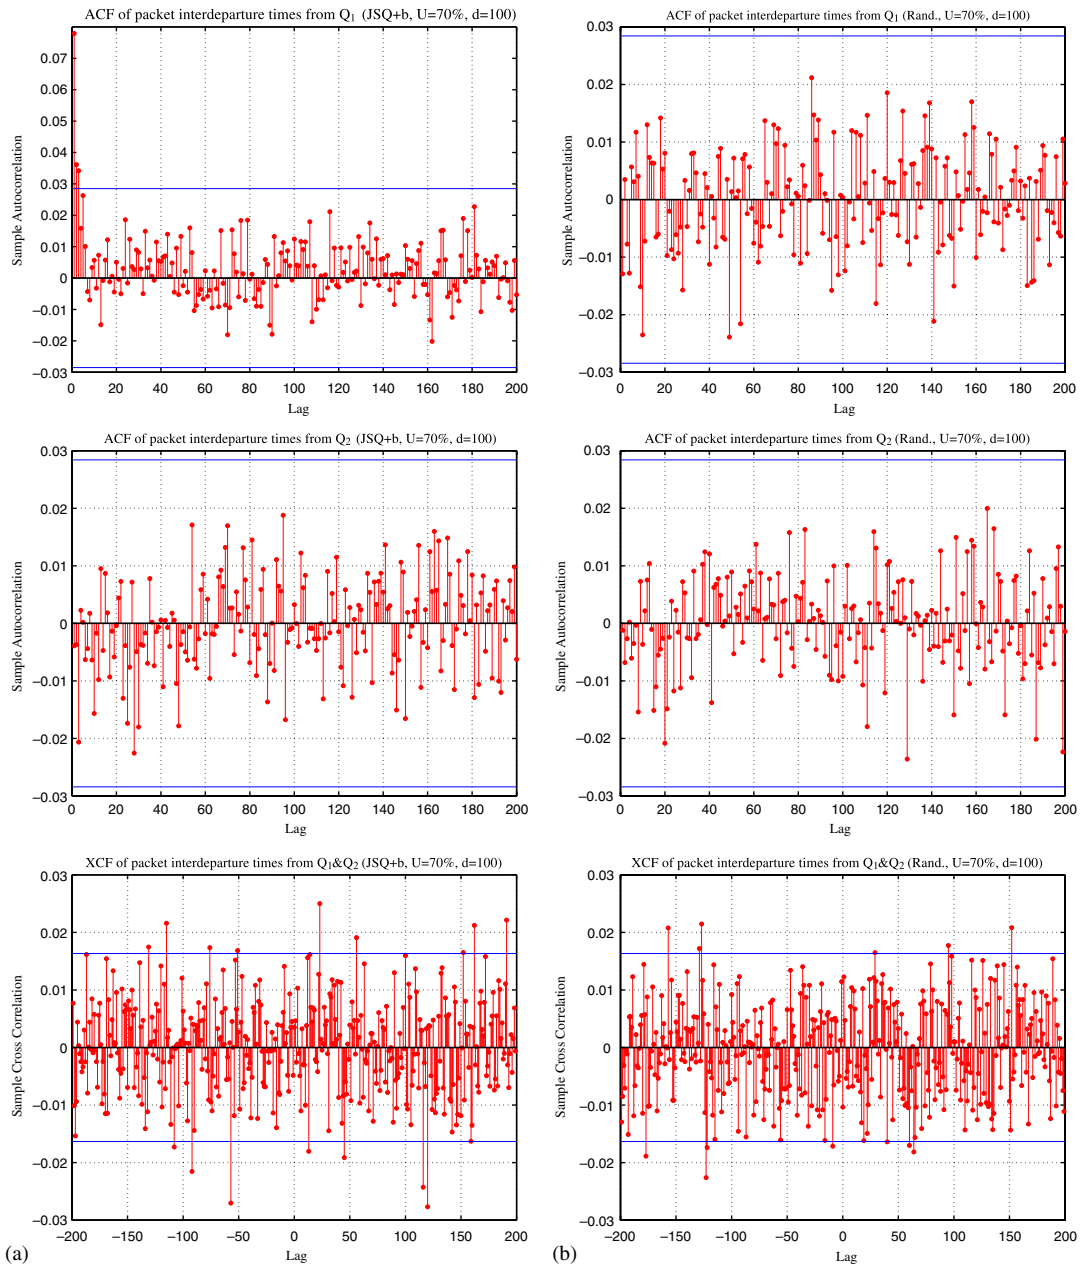 ACF of packet interdeparture times from Q1 (JSQ+b, U=70%, d=100)
0.07
0.06
0.05
0.04
0.03
0.02
0.01
0
−0.01
−0.02
−0.03
0 20 40 60 80 100 120 140 160 180 200
Sample Autocorrelation
Lag
ACF of packet interdeparture times from Q1 (Rand., U=70%, d=100)
0.03
0.02
0.01
0
−0.01
−0.02
−0.03
0 20 40 60 80 100 120 140 160 180 200
Sample Autocorrelation
Lag
ACF of packet interdeparture times from Q2 (JSQ+b, U=70%, d=100)
0.03
0.02
0.01
0
−0.01
−0.02
−0.03
0 20 40 60 80 100 120 140 160 180 200
Sample Autocorrelation
Lag
ACF of packet interdeparture times from Q2 (Rand., U=70%, d=100)
0.03
0.02
0.01
0
−0.01
−0.02
−0.03
0 20 40 60 80 100 120 140 160 180 200
Sample Autocorrelation
Lag
XCF of packet interdeparture times from Q1&Q2 (JSQ+b, U=70%, d=100)
0.03
0.02
0.01
0
−0.01
−0.02
−0.03
−200 −150 −100 −50 0 50 100 150 200
Sample Cross Correlation
Lag
(a)
XCF of packet interdeparture times from Q1&Q2 (Rand., U=70%, d=100)
0.03
0.02
0.01
0
−0.01
−0.02
−0.03
−200 −150 −100 −50 0 50 100 150 200
Sample Cross Correlation
Lag
(b)